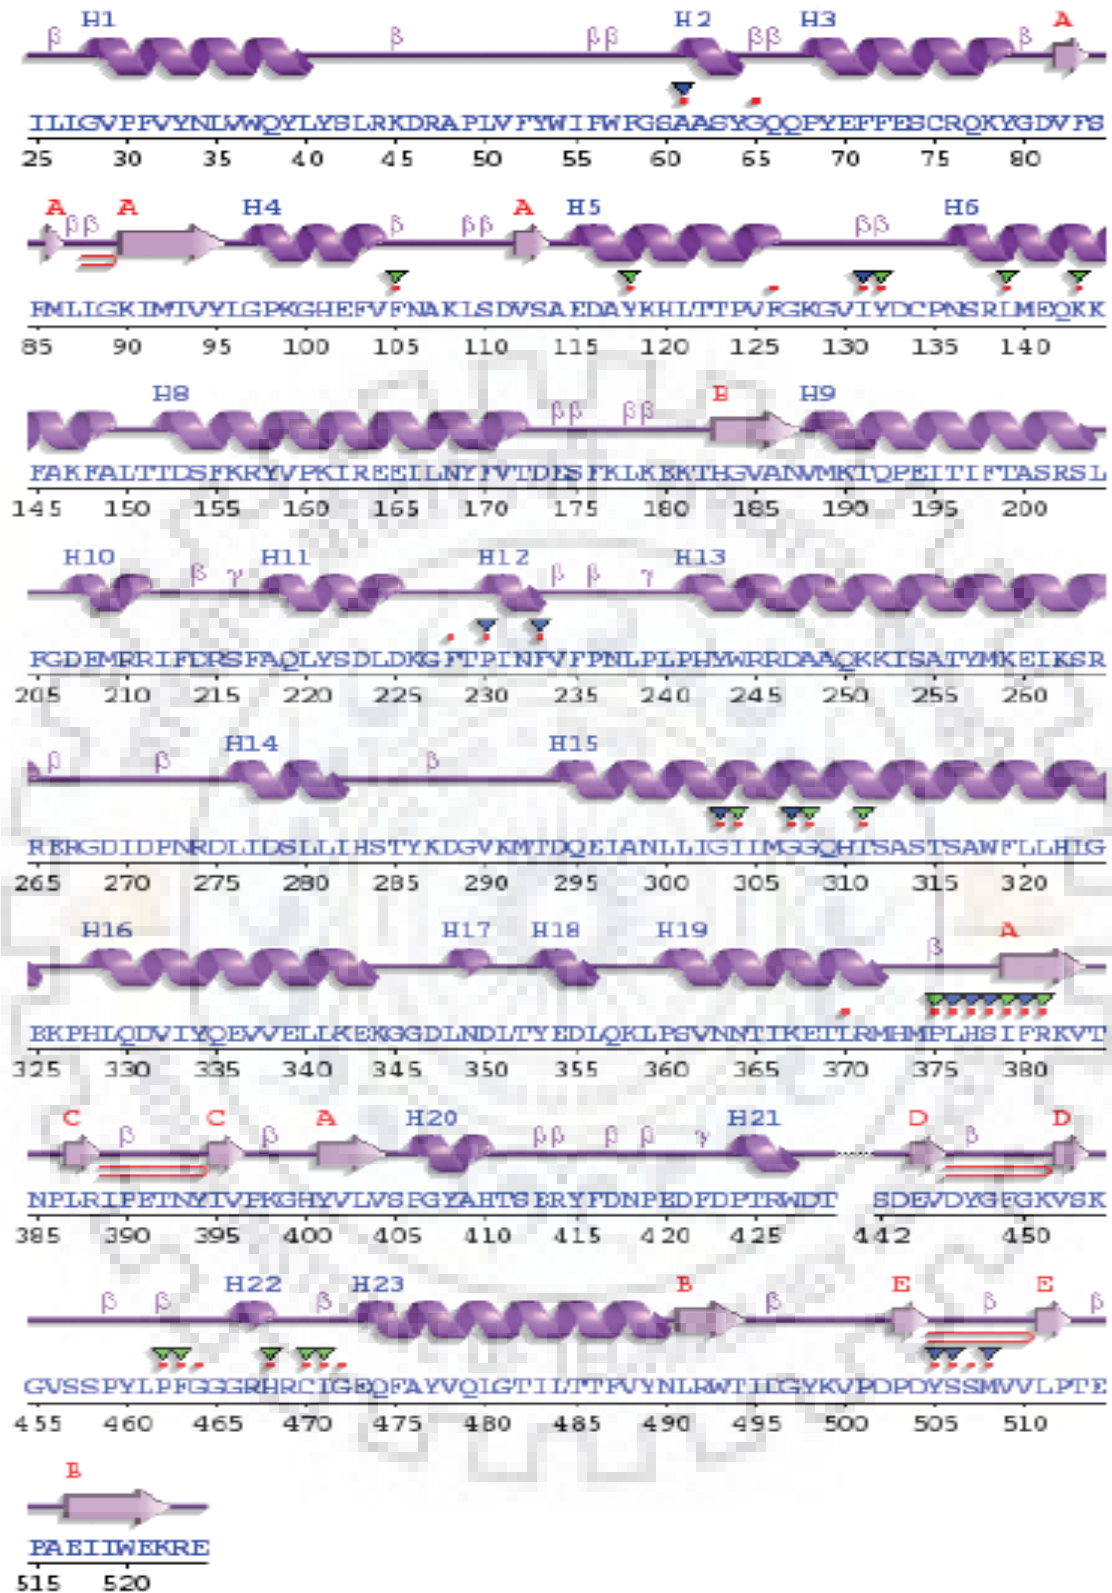 H1 H2 H3 A
β β ββ ββ β
ILIGVPFVYNLVWQYLYSLRKDRAPLVFYWIFWFGSAASYGQQPYEFFESCRQKYGDVFS
25 30 35 40 45 50 55 60 65 70 75 80
A A H4 A H5 H6
ββ β ββ ββ
FMLLGKIMTVYLGPKGHEFVFNAKLSDVSAEDAYKHLTTPVFGKGVIYDCPNSRLMEQKK
85 90 95 100 105 110 115 120 125 130 135 140
H8 B H9
ββ ββ
FAKFALTTDSFKRYVPKIREEILNYFVTDESFKLKEKTHGVANVMKTQPEITIFTASRSL
145 150 155 160 165 170 175 180 185 190 195 200
H10 H11 H12 H13
β γ β β γ
FGDEMRRIFDRSFAQLYSDLDKGFTPINFVFPNLPLPHYWRRDAAQKKISATYMKEIKSR
205 210 215 220 225 230 235 240 245 250 255 260
H14 H15
β β β
RERGDIDPNRDLIDSLLIHSTYKDGVKMTDQEIANLLIGIIMGGQHTSASTSAWFLLHIG
265 270 275 280 285 290 295 300 305 310 315 320
H16 H17 H18 H19 A
β
EKPHLQDVIYQEVVELLKEKGGDLNDLTYEDLQKLPSVNNTIKETLRMHMPLHSIFRKVT
325 330 335 340 345 350 355 360 365 370 375 380
C C A H20 H21 D D
β β ββ β β γ β
NPLRIPETNYIVPKGHYVLVSPGYAHTSERYFDNPEDFDPTRWDT SDEVDYGFGKVSK
385 390 395 400 405 410 415 420 425 442 450
H22 H23 B E E
β β β β β β
GVSSPYLPFGGGRHRCIGEQFAYVQLGTILTTFVYNLRWTIDGYKVPDPDYSSMVVLPTE
455 460 465 470 475 480 485 490 495 500 505 510
B
PAEIIWEKRE
515 520